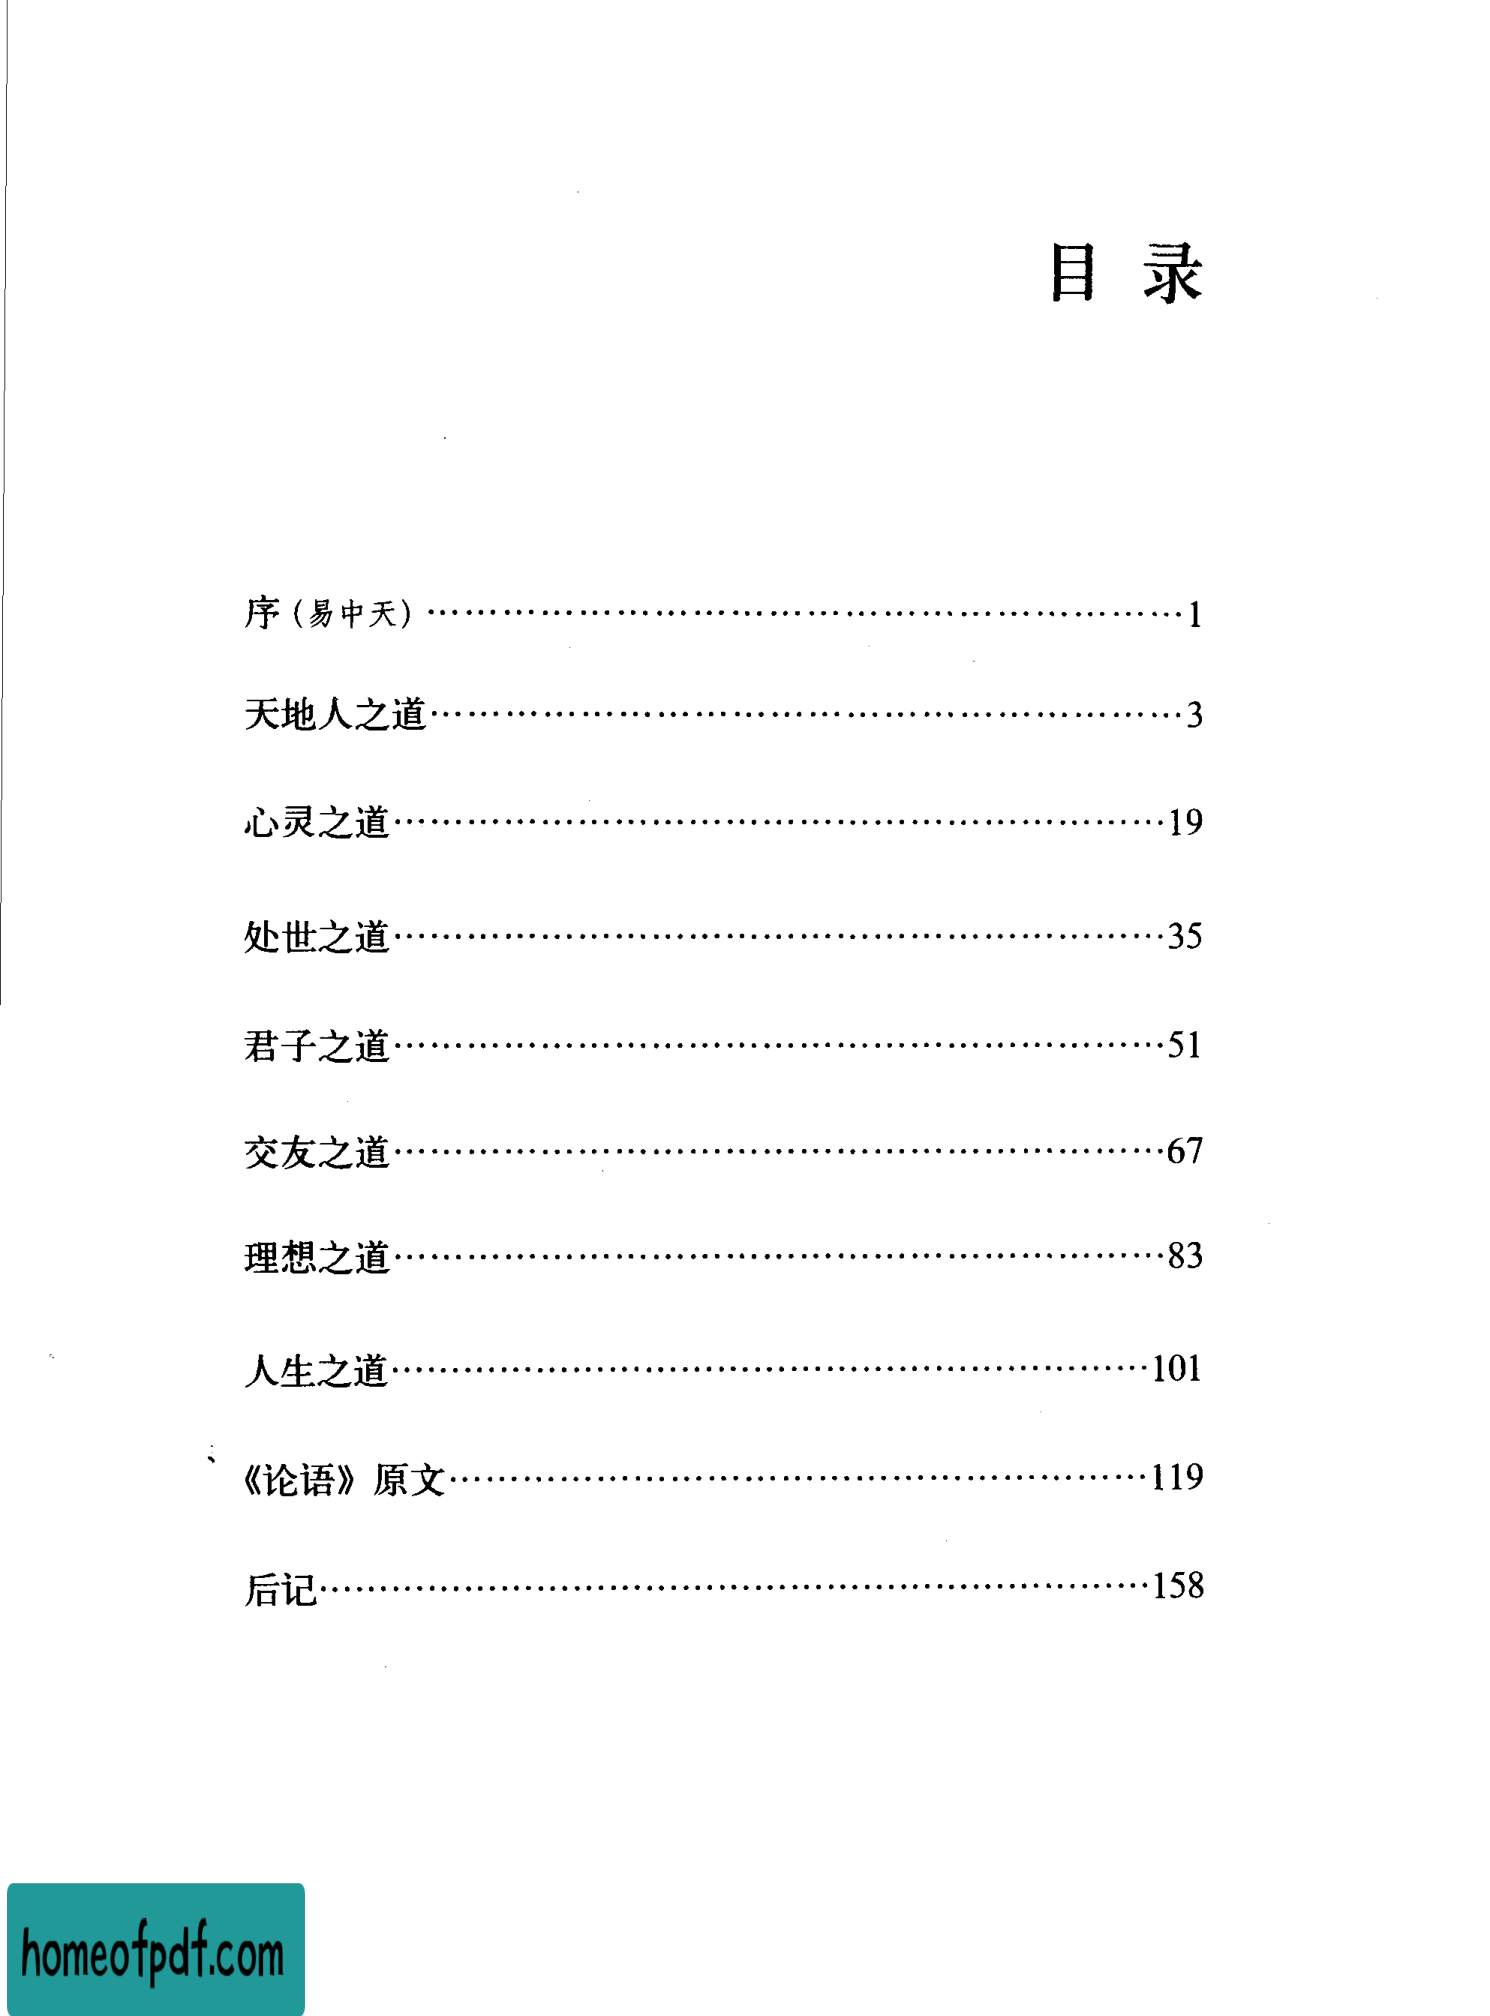 目 录
序（易中天）……………………………………………………1
天地人之道……………………………………………………3
心灵之道……………………………………………………19
处世之道……………………………………………………35
君子之道……………………………………………………51
交友之道……………………………………………………67
理想之道……………………………………………………83
人生之道……………………………………………………101
《论语》原文……………………………………………………119
后记……………………………………………………158
homeofpdf.com